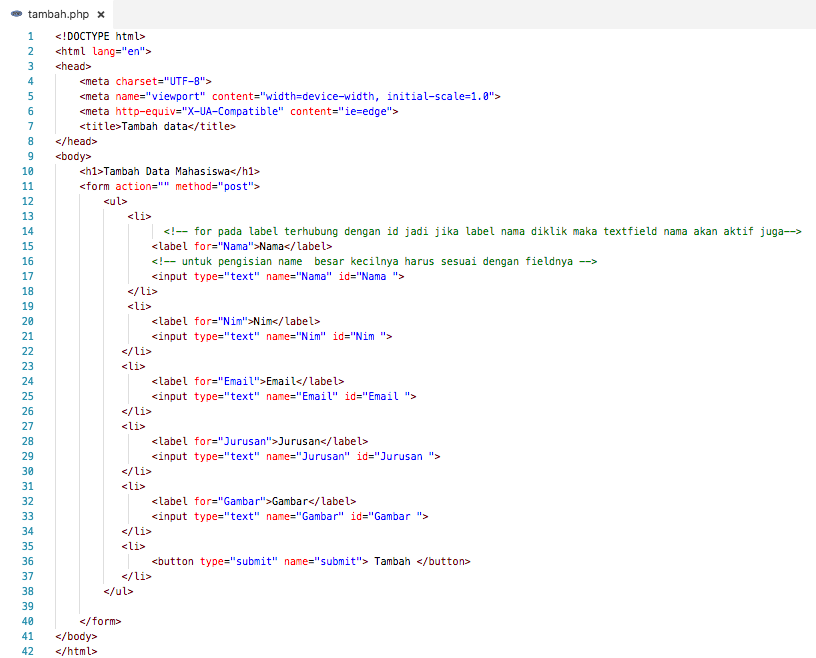 tambah.php ×
1 <!DOCTYPE html>
2 <html lang="en">
3 <head>
4 <meta charset="UTF-8">
5 <meta name="viewport" content="width=device-width, initial-scale=1.0">
6 <meta http-equiv="X-UA-Compatible" content="ie=edge">
7 <title>Tambah data</title>
8 </head>
9 <body>
10 <h1>Tambah Data Mahasiswa</h1>
11 <form action="" method="post">
12 <ul>
13 <li>
14 <!-- for pada label terhubung dengan id jadi jika label nama diklik maka textfield nama akan aktif juga-->
15 <label for="Nama">Nama</label>
16 <!-- untuk pengisian name  besar kecilnya harus sesuai dengan fieldnya -->
17 <input type="text" name="Nama" id="Nama ">
18 </li>
19 <li>
20 <label for="Nim">Nim</label>
21 <input type="text" name="Nim" id="Nim ">
22 </li>
23 <li>
24 <label for="Email">Email</label>
25 <input type="text" name="Email" id="Email ">
26 </li>
27 <li>
28 <label for="Jurusan">Jurusan</label>
29 <input type="text" name="Jurusan" id="Jurusan ">
30 </li>
31 <li>
32 <label for="Gambar">Gambar</label>
33 <input type="text" name="Gambar" id="Gambar ">
34 </li>
35 <li>
36 <button type="submit" name="submit"> Tambah </button>
37 </li>
38 </ul>
39
40 </form>
41 </body>
42 </html>